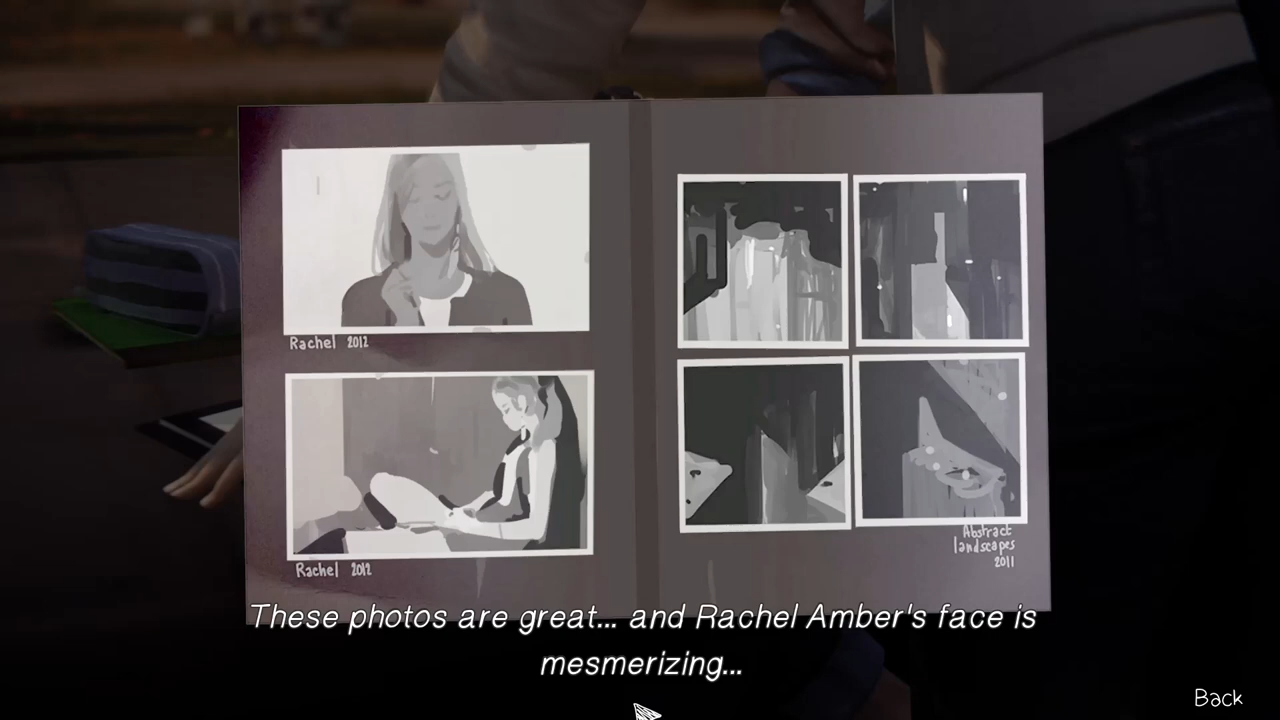 Rachel 2012
Rachel 2012
Abstract
landscapes
2011
These photos are great... and Rachel Amber's face is
mesmerizing...
Back